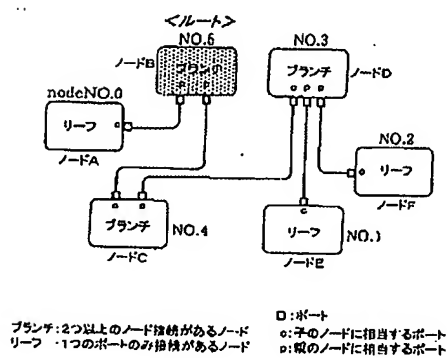 <ルート>
NO.6
ノードB
ブランチ
NO.3
ブランチ
ノードD
nodeNO.0
リーフ
ノードA
NO.2
リーフ
ノードF
ブランチ
NO.4
ノードC
リーフ
NO.1
ノードE
ブランチ:2つ以上のノード接続があるノード
リーフ ・1つのポートのみ接続があるノード
□:ポート
c:子のノードに相当するポート
p:親のノードに相当するポート